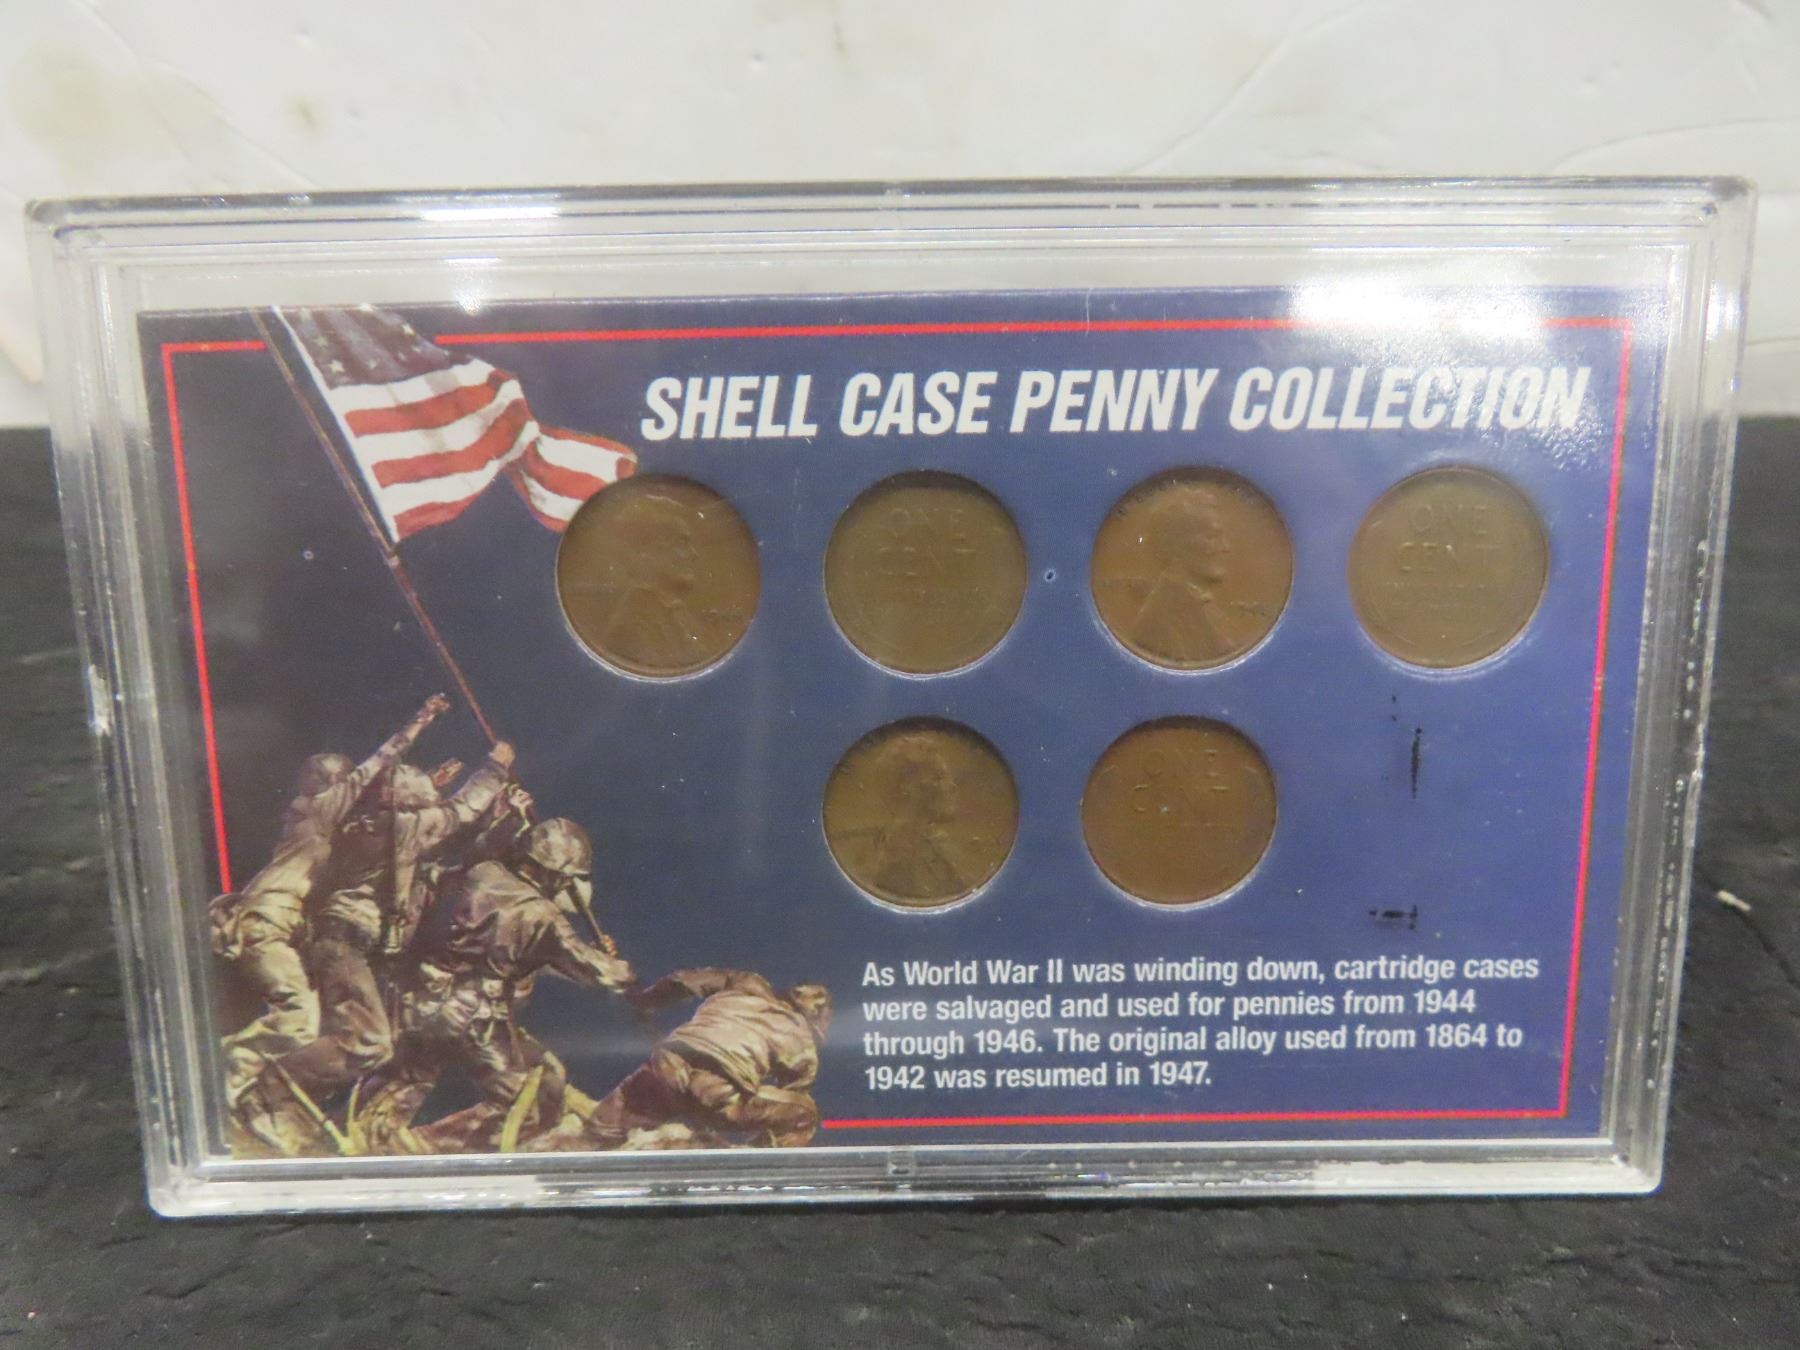 SHELL CASE PENNY COLLECTION
ONE
CENT
ONE
CENT
ONE
CENT
As World War II was winding down, cartridge cases
were salvaged and used for pennies from 1944
through 1946. The original alloy used from 1864 to
1942 was resumed in 1947.